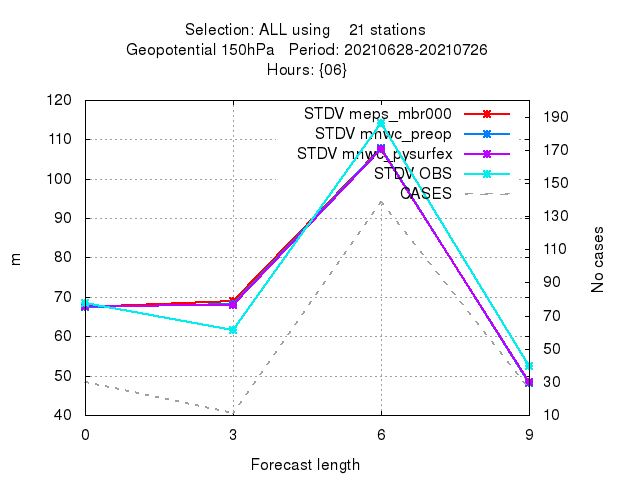 Selection: ALL using 21 stations
Geopotential 150hPa Period: 20210628-20210726
Hours: {06}
STDV meps_mbr000
STDV mnwc_preop
STDV mnwc_pysurfex
STDV OBS
CASES
120
110
100
90
80
70
60
50
40
m
190
170
150
130
110
90
70
50
30
10
No cases
0 3 6 9
Forecast length